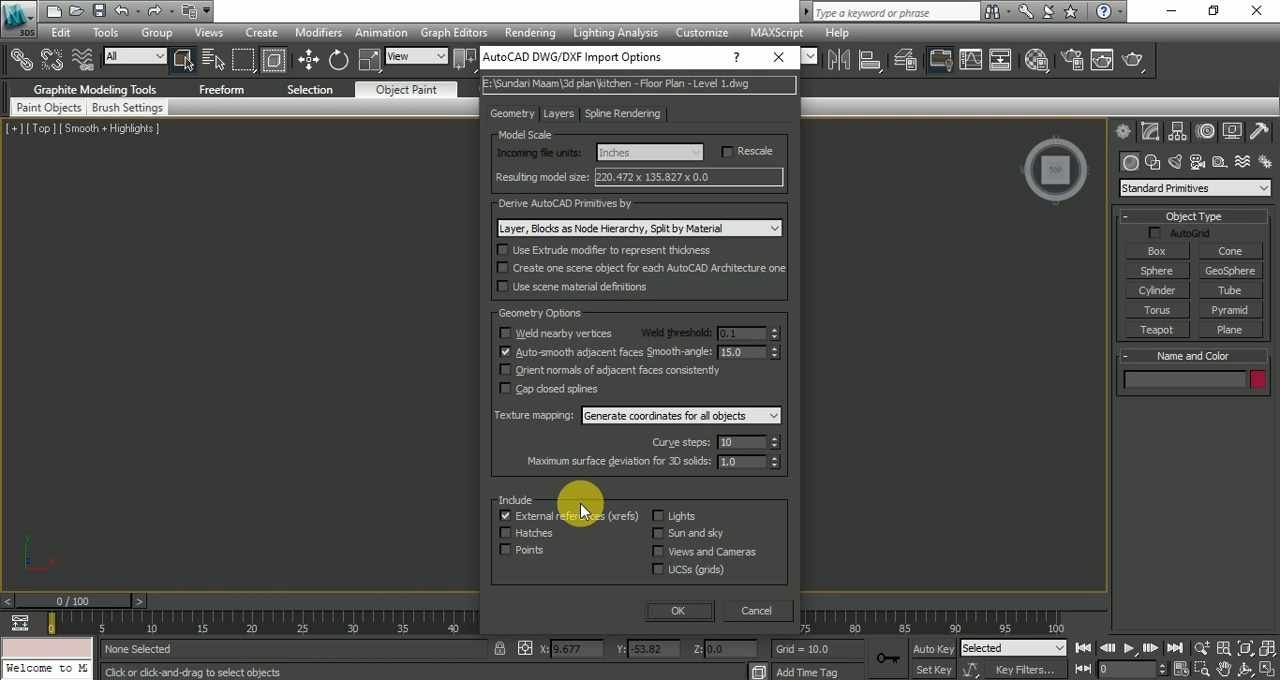 Type a keyword or phrase
3DS
Edit Tools Group Views Create Modifiers Animation Graph Editors Rendering Lighting Analysis Customize MAXScript Help
All
View
AutoCAD DWG/DXF Import Options
E:\Sundari Maam\3d plan\kitchen - Floor Plan - Level 1.dwg
Graphite Modeling Tools Freeform Selection Object Paint
Paint Objects Brush Settings
[ + ] [ Top ] [ Smooth + Highlights ]
Geometry Layers Spline Rendering
Model Scale
Incoming file units: Inches Rescale
Resulting model size: 220.472 x 135.827 x 0.0
Derive AutoCAD Primitives by
Layer, Blocks as Node Hierarchy, Split by Material
Use Extrude modifier to represent thickness
Create one scene object for each AutoCAD Architecture one
Use scene material definitions
Geometry Options
Weld nearby vertices Weld threshold: 0.1
Auto-smooth adjacent faces Smooth-angle: 15.0
Orient normals of adjacent faces consistently
Cap closed splines
Texture mapping: Generate coordinates for all objects
Curve steps: 10
Maximum surface deviation for 3D solids: 1.0
Include
External references (xrefs) Lights
Hatches Sun and sky
Points Views and Cameras
UCSs (grids)
OK Cancel
TOP
Standard Primitives
- Object Type
AutoGrid
Box Cone
Sphere GeoSphere
Cylinder Tube
Torus Pyramid
Teapot Plane
- Name and Color
y
z x
< 0 / 100 >
0 5 10 15 20 25 30 35 40 75 80 85 90 95 100
None Selected X: 9.677 Y: -53.82 Z: 0.0 Grid = 10.0 Auto Key Selected
Welcome to M Click or click-and-drag to select objects Add Time Tag Set Key Key Filters... 0